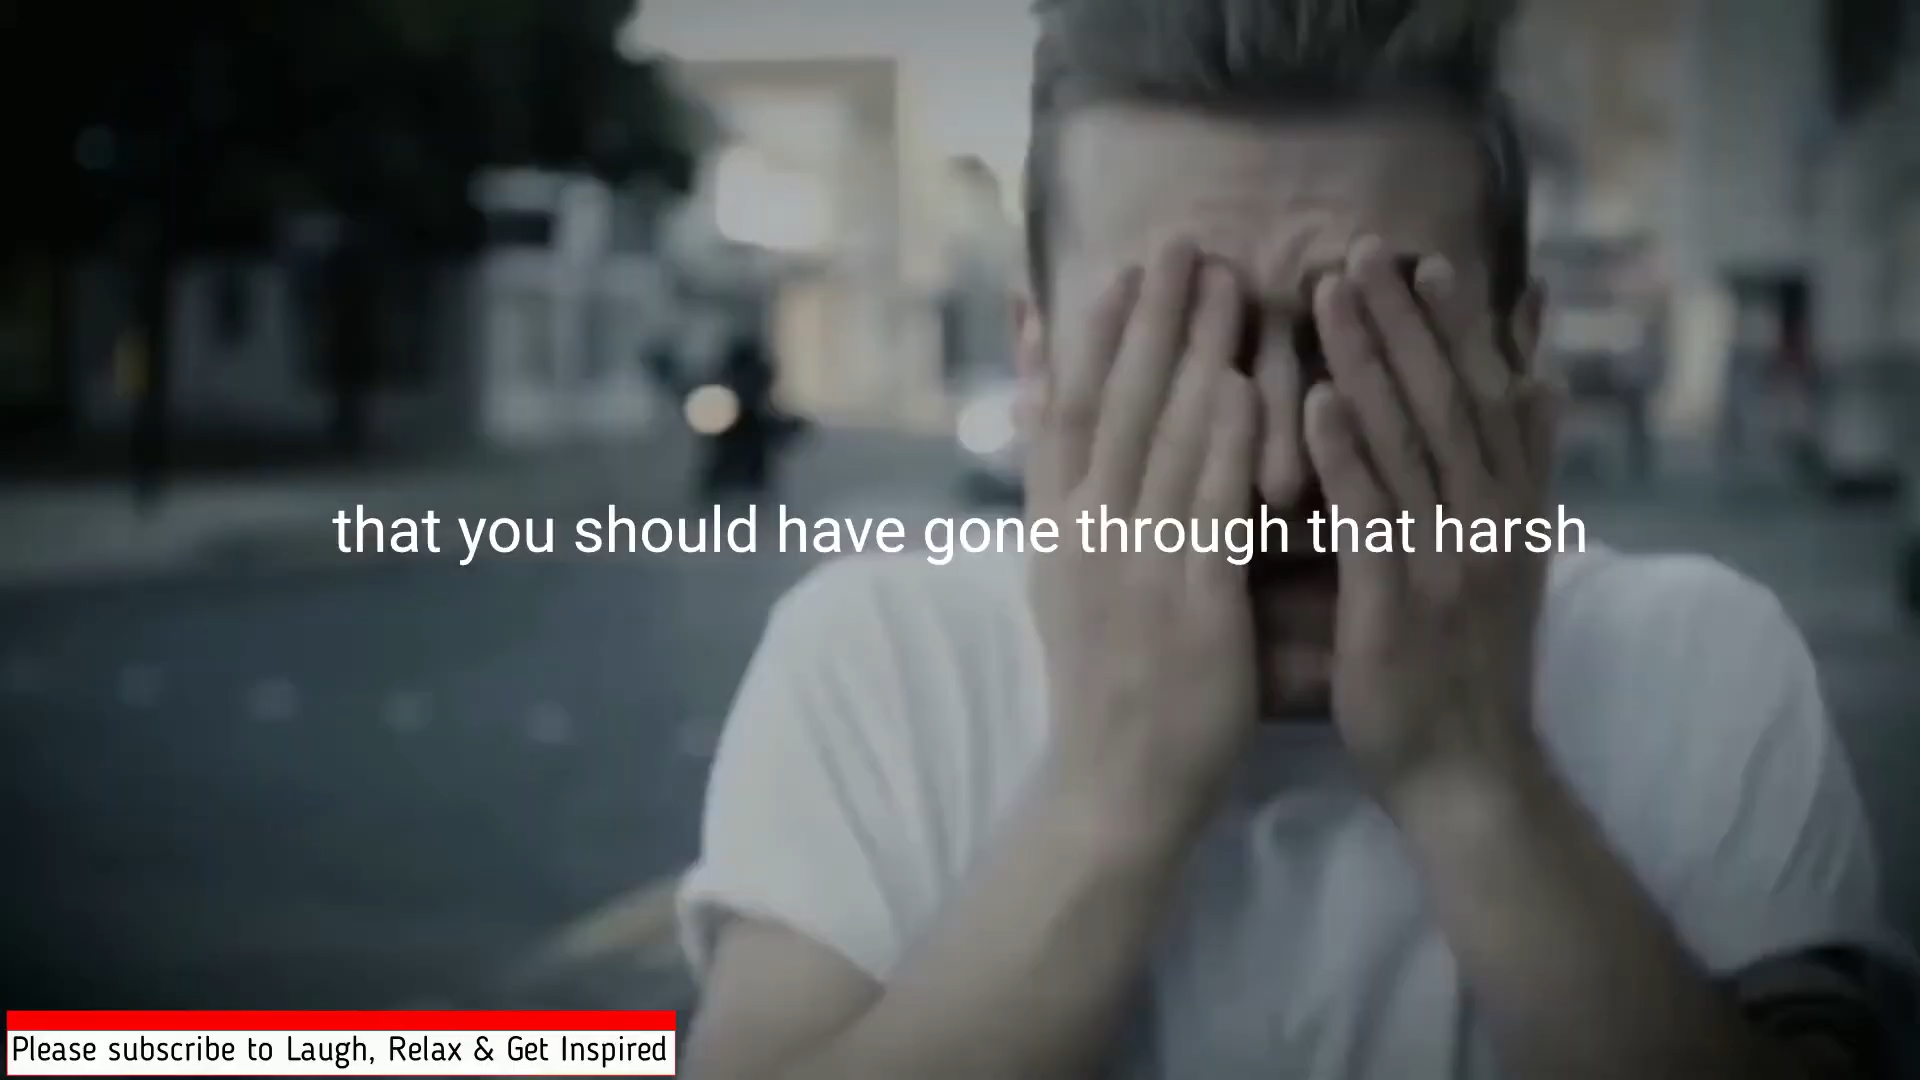 that you should have gone through that harsh
Please subscribe to Laugh, Relax & Get Inspired